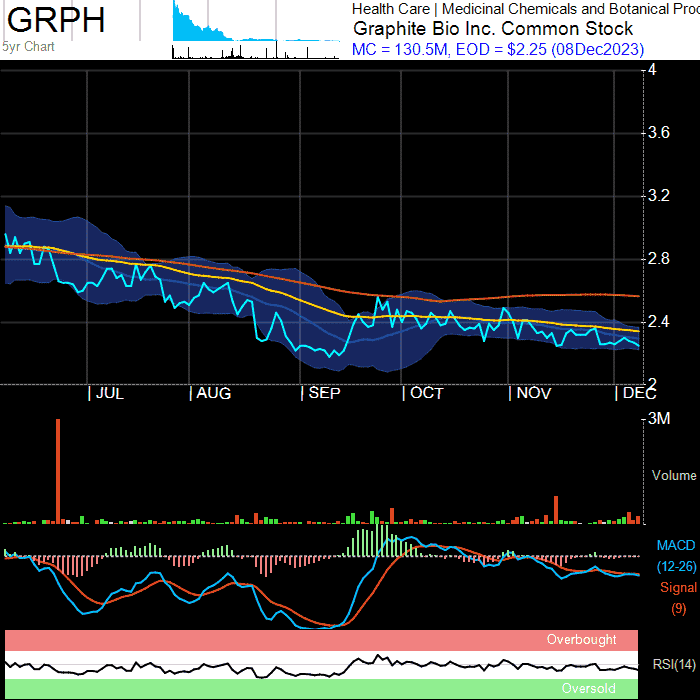 GRPH
5yr Chart
Health Care | Medicinal Chemicals and Botanical Proc
Graphite Bio Inc. Common Stock
MC = 130.5M, EOD = $2.25 (08Dec2023)
4
3.6
3.2
2.8
2.4
2
JUL AUG SEP OCT NOV DEC
3M
Volume
MACD
(12-26)
Signal
(9)
Overbought
RSI(14)
Oversold